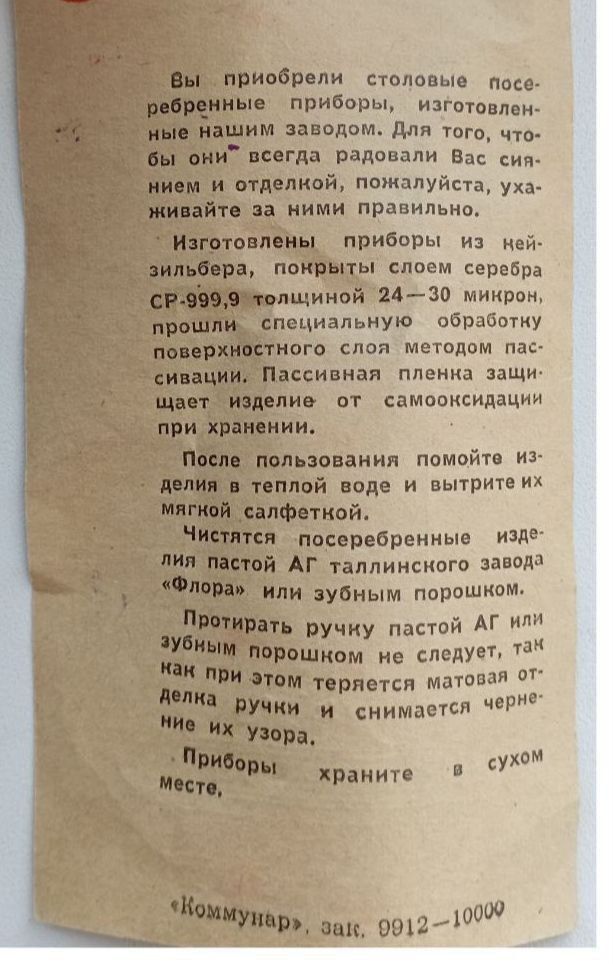 Вы приобрели столовые посе-
ребренные приборы, изготовлен-
ные нашим заводом. Для того, что-
бы они всегда радовали Вас сия-
нием и отделкой, пожалуйста, уха-
живайте за ними правильно.
Изготовлены приборы из ней-
зильбера, покрыты слоем серебра
СР-999,9 толщиной 24—30 микрон,
прошли специальную обработку
поверхностного слоя методом пас-
сивации. Пассивная пленка защи-
щает изделие от самооксидации
при хранении.
После пользования помойте из-
делия в теплой воде и вытрите их
мягкой салфеткой.
Чистятся посеребренные изде-
лия пастой АГ таллинского завода
«Флора» или зубным порошком.
Протирать ручку пастой АГ или
зубным порошком не следует, так
как при этом теряется матовая от-
делка ручки и снимается черне-
ние их узора.
Приборы храните в сухом
месте,
«Коммунар», зак. 9912—10000